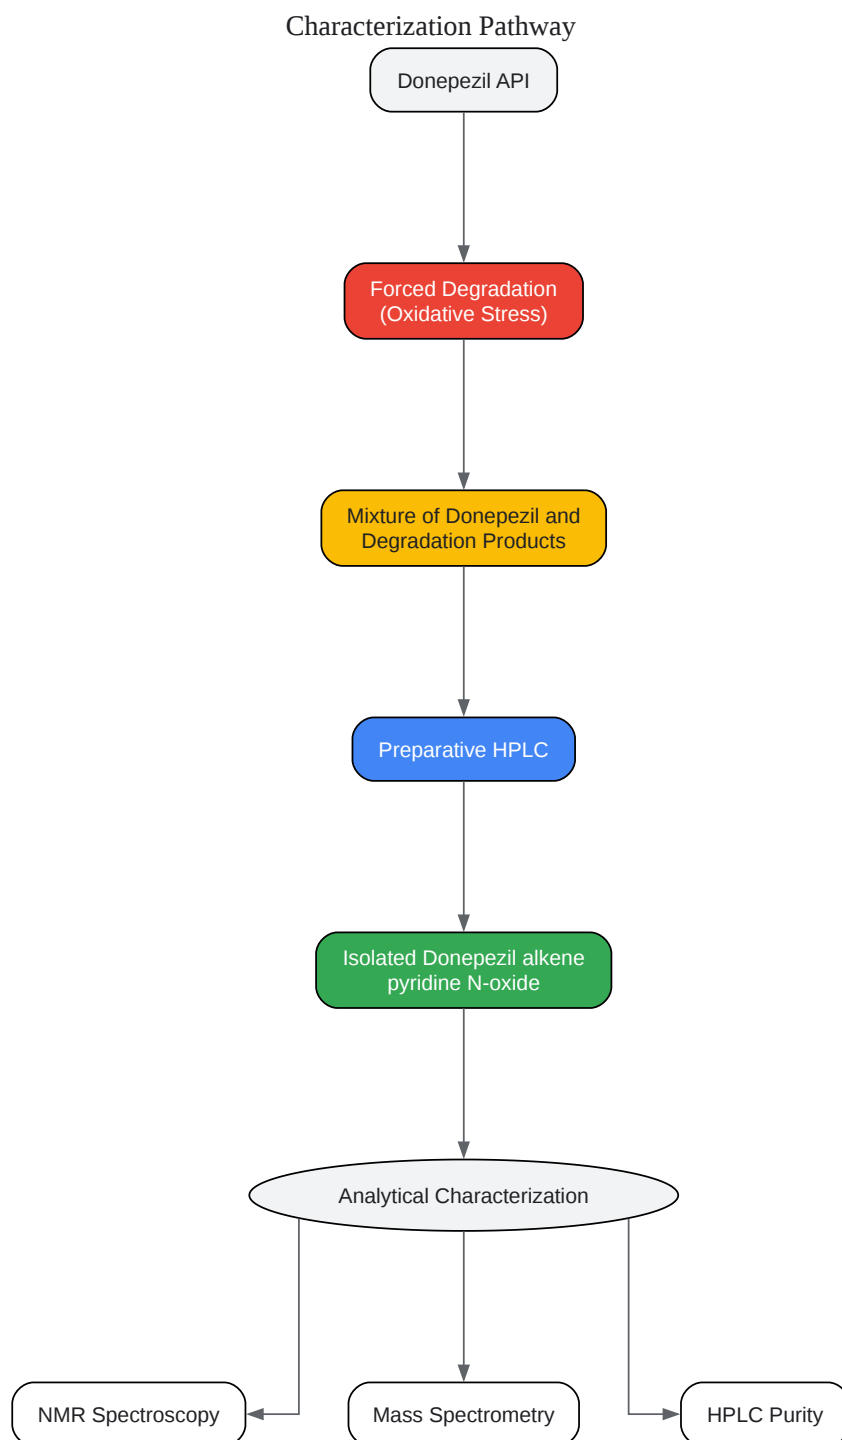 Characterization Pathway
Donepezil API
Forced Degradation
(Oxidative Stress)
Mixture of Donepezil and
Degradation Products
Preparative HPLC
Isolated Donepezil alkene
pyridine N-oxide
Analytical Characterization
NMR Spectroscopy
Mass Spectrometry
HPLC Purity